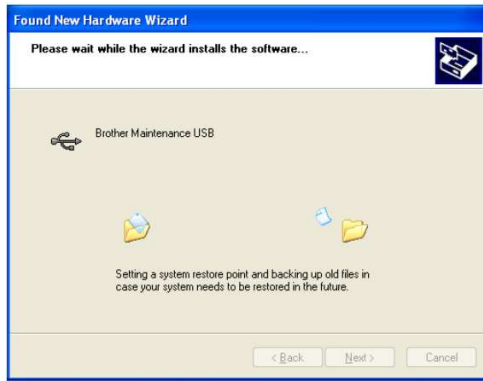 Found New Hardware Wizard
Please wait while the wizard installs the software...
Brother Maintenance USB
Setting a system restore point and backing up old files in
case your system needs to be restored in the future.
< Back Next > Cancel